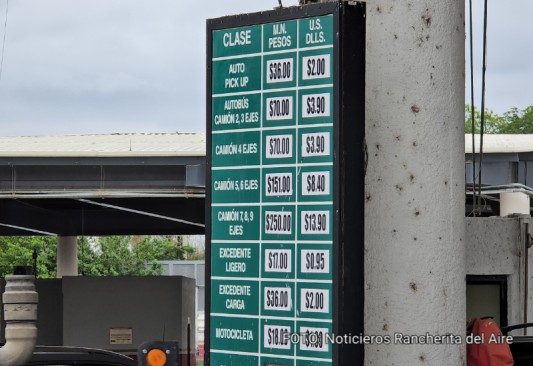 CLASE M.N. PESOS U.S. DLLS.
AUTO PICK UP $36.00 $2.00
AUTOBÚS CAMIÓN 2, 3 EJES $70.00 $3.90
CAMIÓN 4 EJES $70.00 $3.90
CAMIÓN 5, 6 EJES $151.00 $8.40
CAMIÓN 7, 8, 9 EJES $250.00 $13.90
EXCEDENTE LIGERO $17.00 $0.95
EXCEDENTE CARGA $36.00 $2.00
MOTOCICLETA $18.00
FOTO: Noticieros Rancherita del Aire